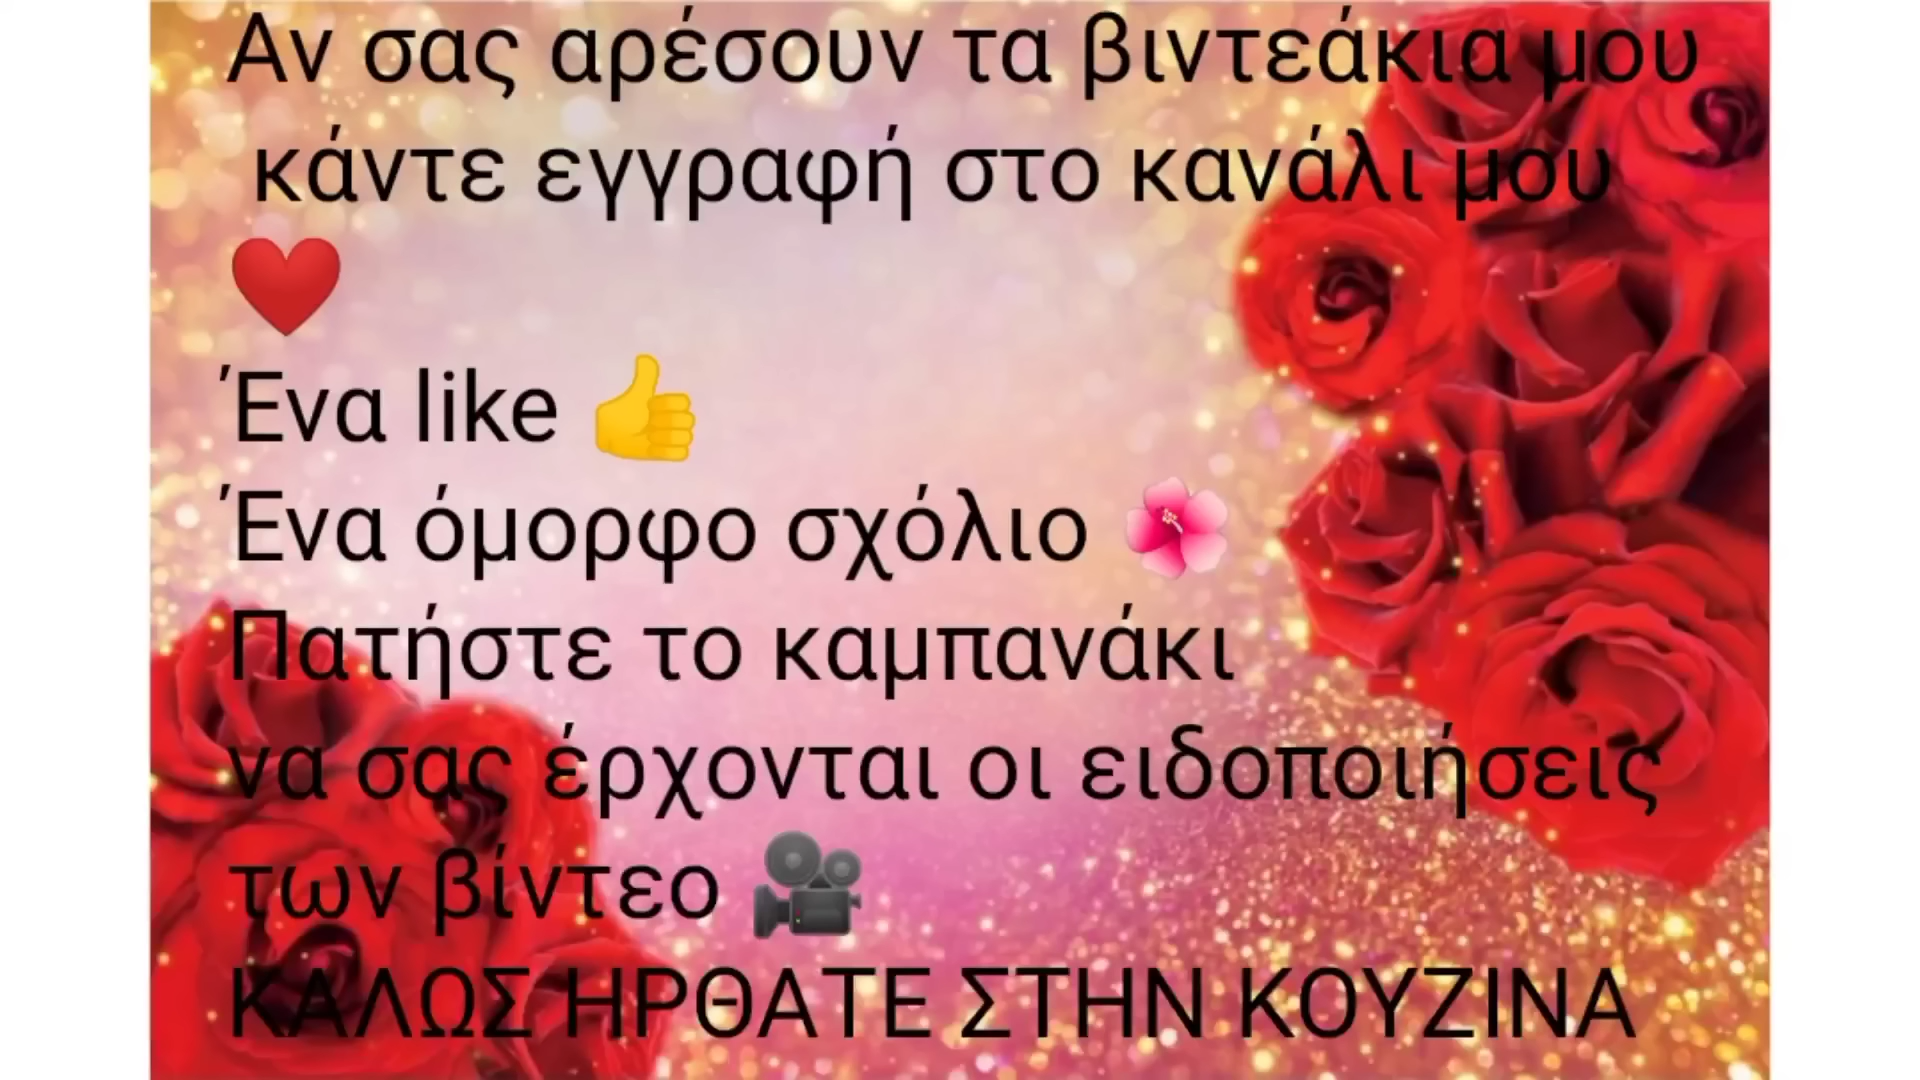 Αν σας αρέσουν τα βιντεάκια μου
κάντε εγγραφή στο κανάλι μου
❤️
Ένα like 👍
Ένα όμορφο σχόλιο 🌺
Πατήστε το καμπανάκι
να σας έρχονται οι ειδοποιήσεις
των βίντεο 🎥
ΚΑΛΩΣ ΗΡΘΑΤΕ ΣΤΗΝ ΚΟΥΖΙΝΑ